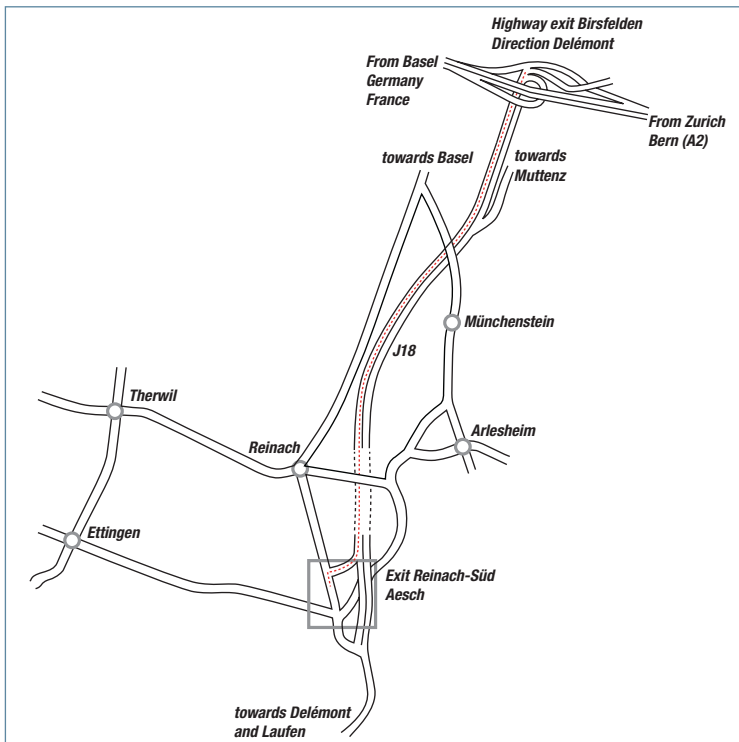 Highway exit Birsfelden
Direction Delémont
From Basel
Germany
France
From Zurich
Bern (A2)
towards Basel
towards
Muttenz
Münchenstein
J18
Therwil
Arlesheim
Reinach
Ettingen
Exit Reinach-Süd
Aesch
towards Delémont
and Laufen